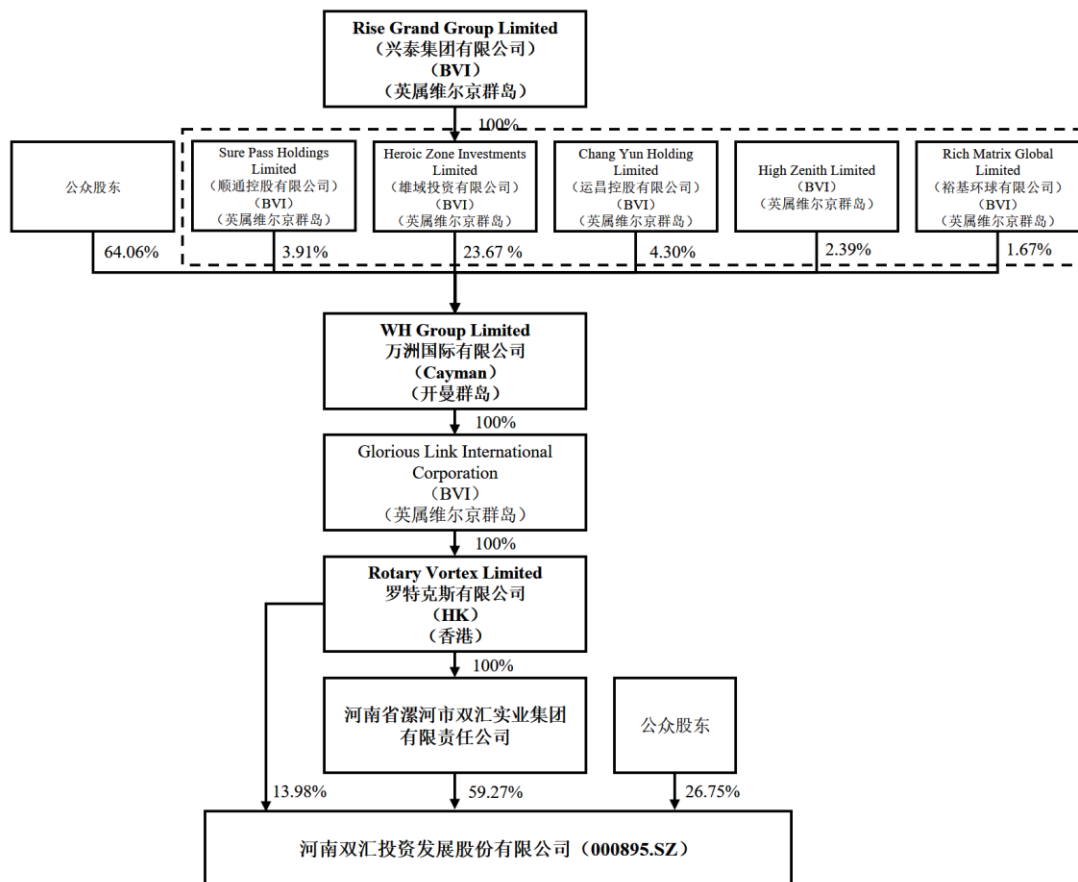 Rise Grand Group Limited
（兴泰集团有限公司）
（BVI）
（英属维尔京群岛）
100%
公众股东
Sure Pass Holdings
Limited
（顺通控股有限公司）
（BVI）
（英属维尔京群岛）
Heroic Zone Investments
Limited
（雄域投资有限公司）
（BVI）
（英属维尔京群岛）
Chang Yun Holding
Limited
（运昌控股有限公司）
（BVI）
（英属维尔京群岛）
High Zenith Limited
（BVI）
（英属维尔京群岛）
Rich Matrix Global
Limited
（裕基环球有限公司）
（BVI）
（英属维尔京群岛）
64.06%
3.91%
23.67 %
4.30%
2.39%
1.67%
WH Group Limited
万洲国际有限公司
（Cayman）
（开曼群岛）
100%
Glorious Link International
Corporation
（BVI）
（英属维尔京群岛）
100%
Rotary Vortex Limited
罗特克斯有限公司
（HK）
（香港）
100%
河南省漯河市双汇实业集团
有限责任公司
公众股东
13.98%
59.27%
26.75%
河南双汇投资发展股份有限公司（000895.SZ）